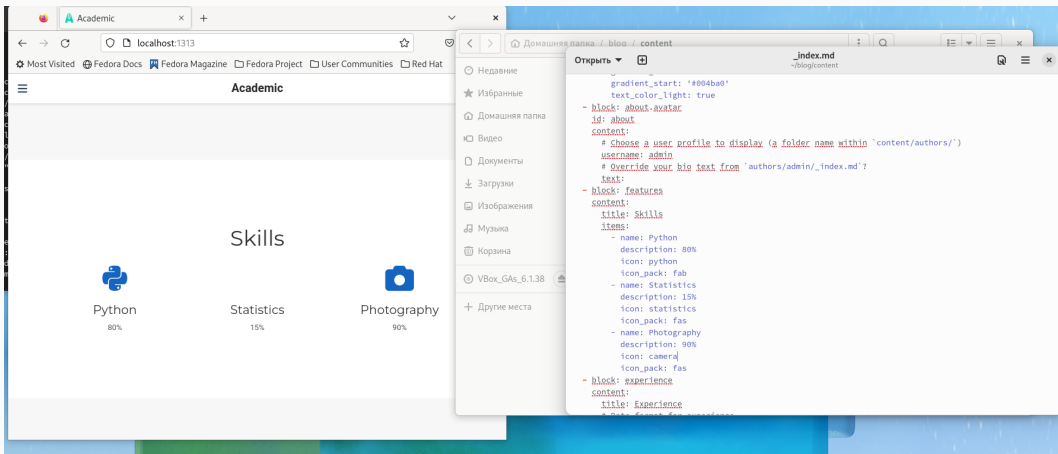 Academic
localhost:1313
Most Visited
Fedora Docs
Fedora Magazine
Fedora Project
User Communities
Red Hat
Academic
Skills
Python
80%
Statistics
15%
Photography
90%
Домашняя папка / blog / content
Недавние
Избранные
Домашняя папка
Видео
Документы
Загрузки
Изображения
Музыка
Корзина
VBox_GAs_6.1.38
Другие места
Открыть
_index.md
~/blog/content
gradient_start: '#004ba0'
text_color_light: true
- block: about.avatar
id: about
content:
# Choose a user profile to display (a folder name within `content/authors/`)
username: admin
# Override your bio text from `authors/admin/_index.md`?
text:
- block: features
content:
title: Skills
items:
- name: Python
description: 80%
icon: python
icon_pack: fab
- name: Statistics
description: 15%
icon: statistics
icon_pack: fas
- name: Photography
description: 90%
icon: camera
icon_pack: fas
- block: experience
content:
title: Experience